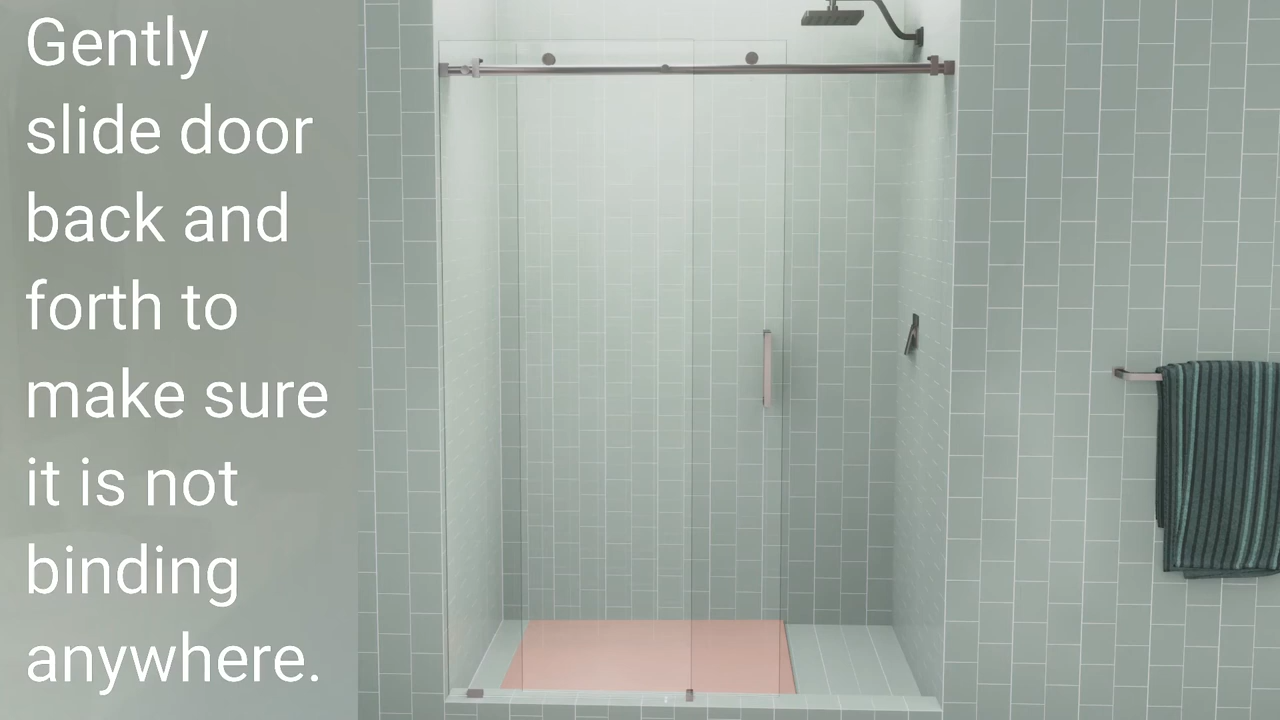 Gently
slide door
back and
forth to
make sure
it is not
binding
anywhere.